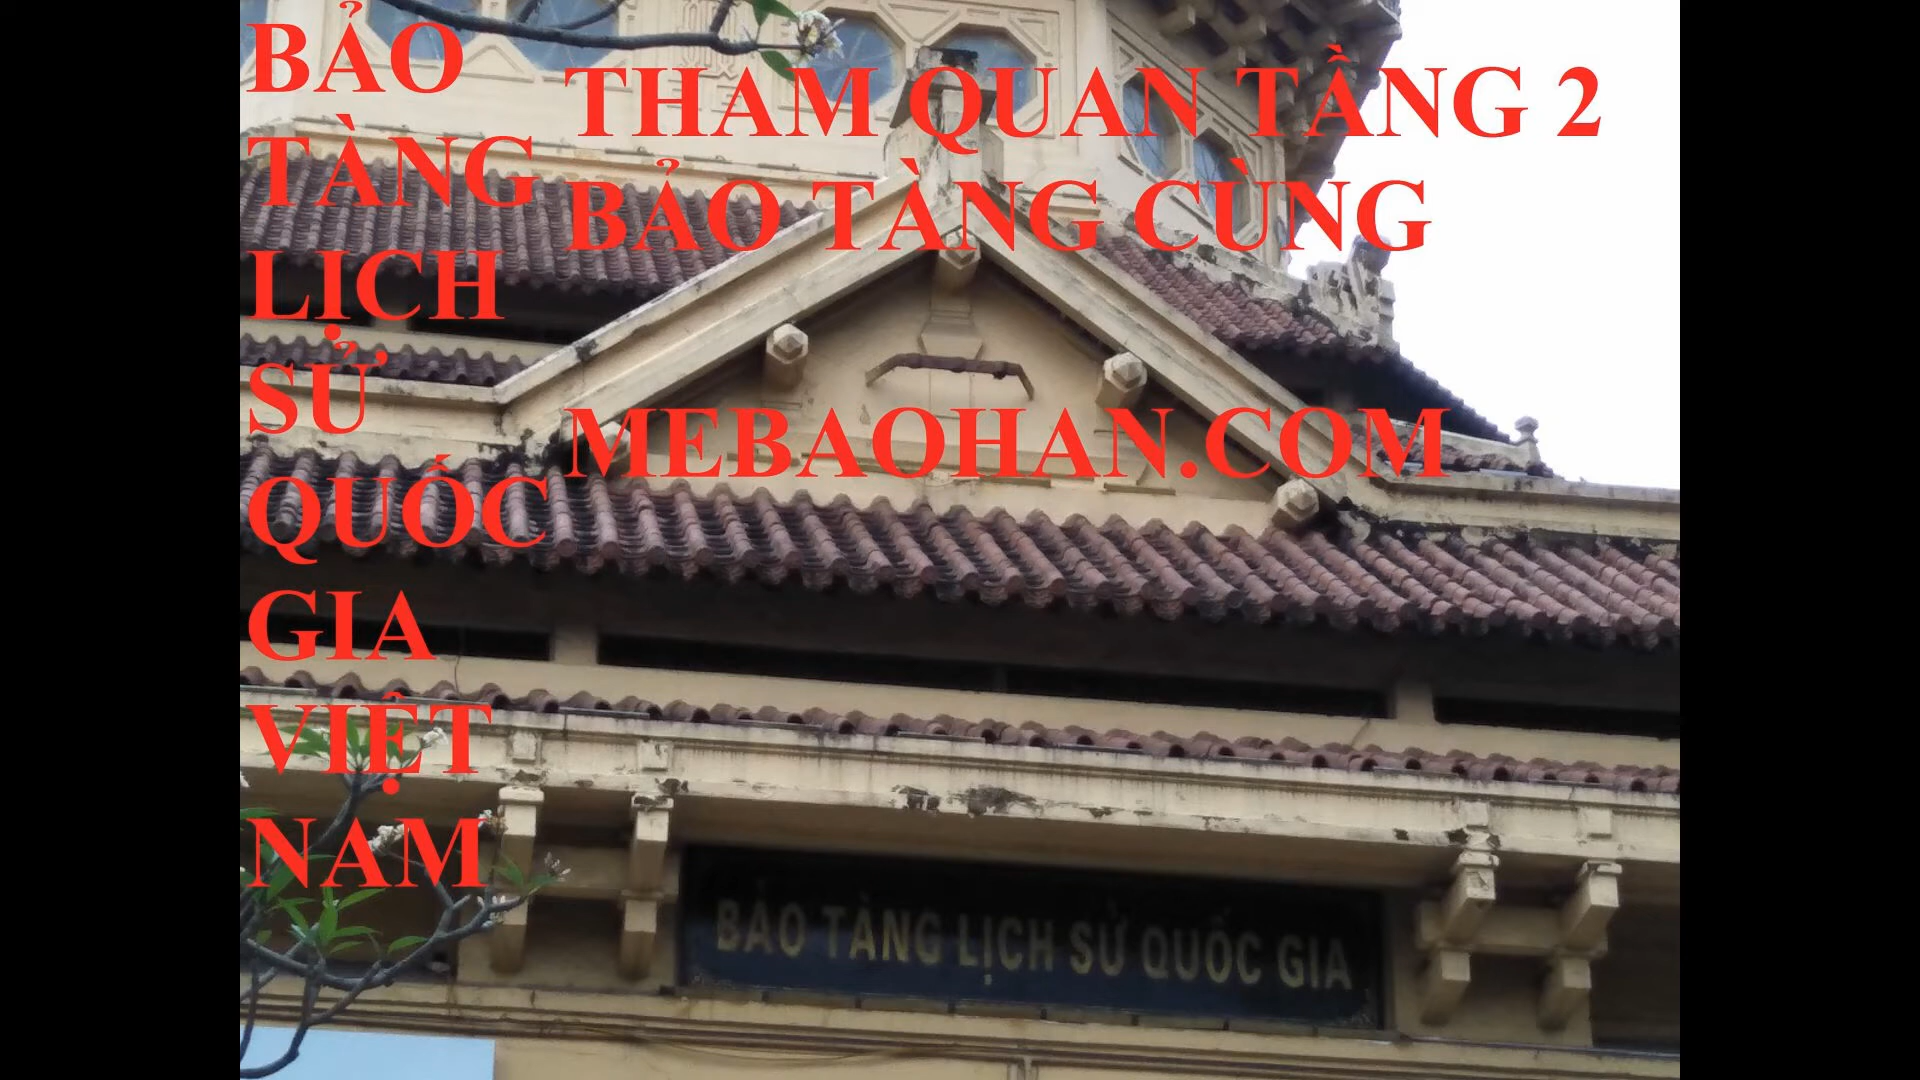 BẢO
TÀNG
LỊCH
SỬ
QUỐC
GIA
VIỆT
NAM
THAM QUAN TẦNG 2
BẢO TÀNG CÙNG
MEBAOHAN.COM
BẢO TÀNG LỊCH SỬ QUỐC GIA